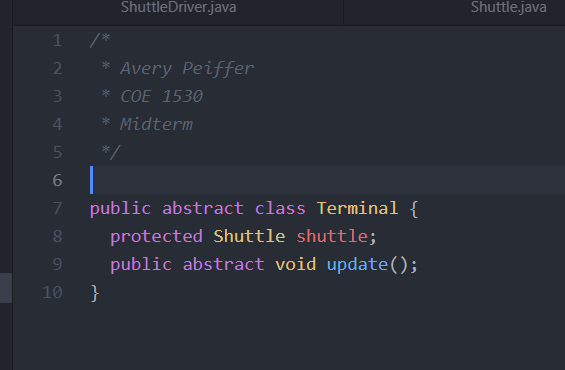 ShuttleDriver.java Shuttle.java
1 /*
2 * Avery Peiffer
3 * COE 1530
4 * Midterm
5 */
6
7 public abstract class Terminal {
8 protected Shuttle shuttle;
9 public abstract void update();
10 }